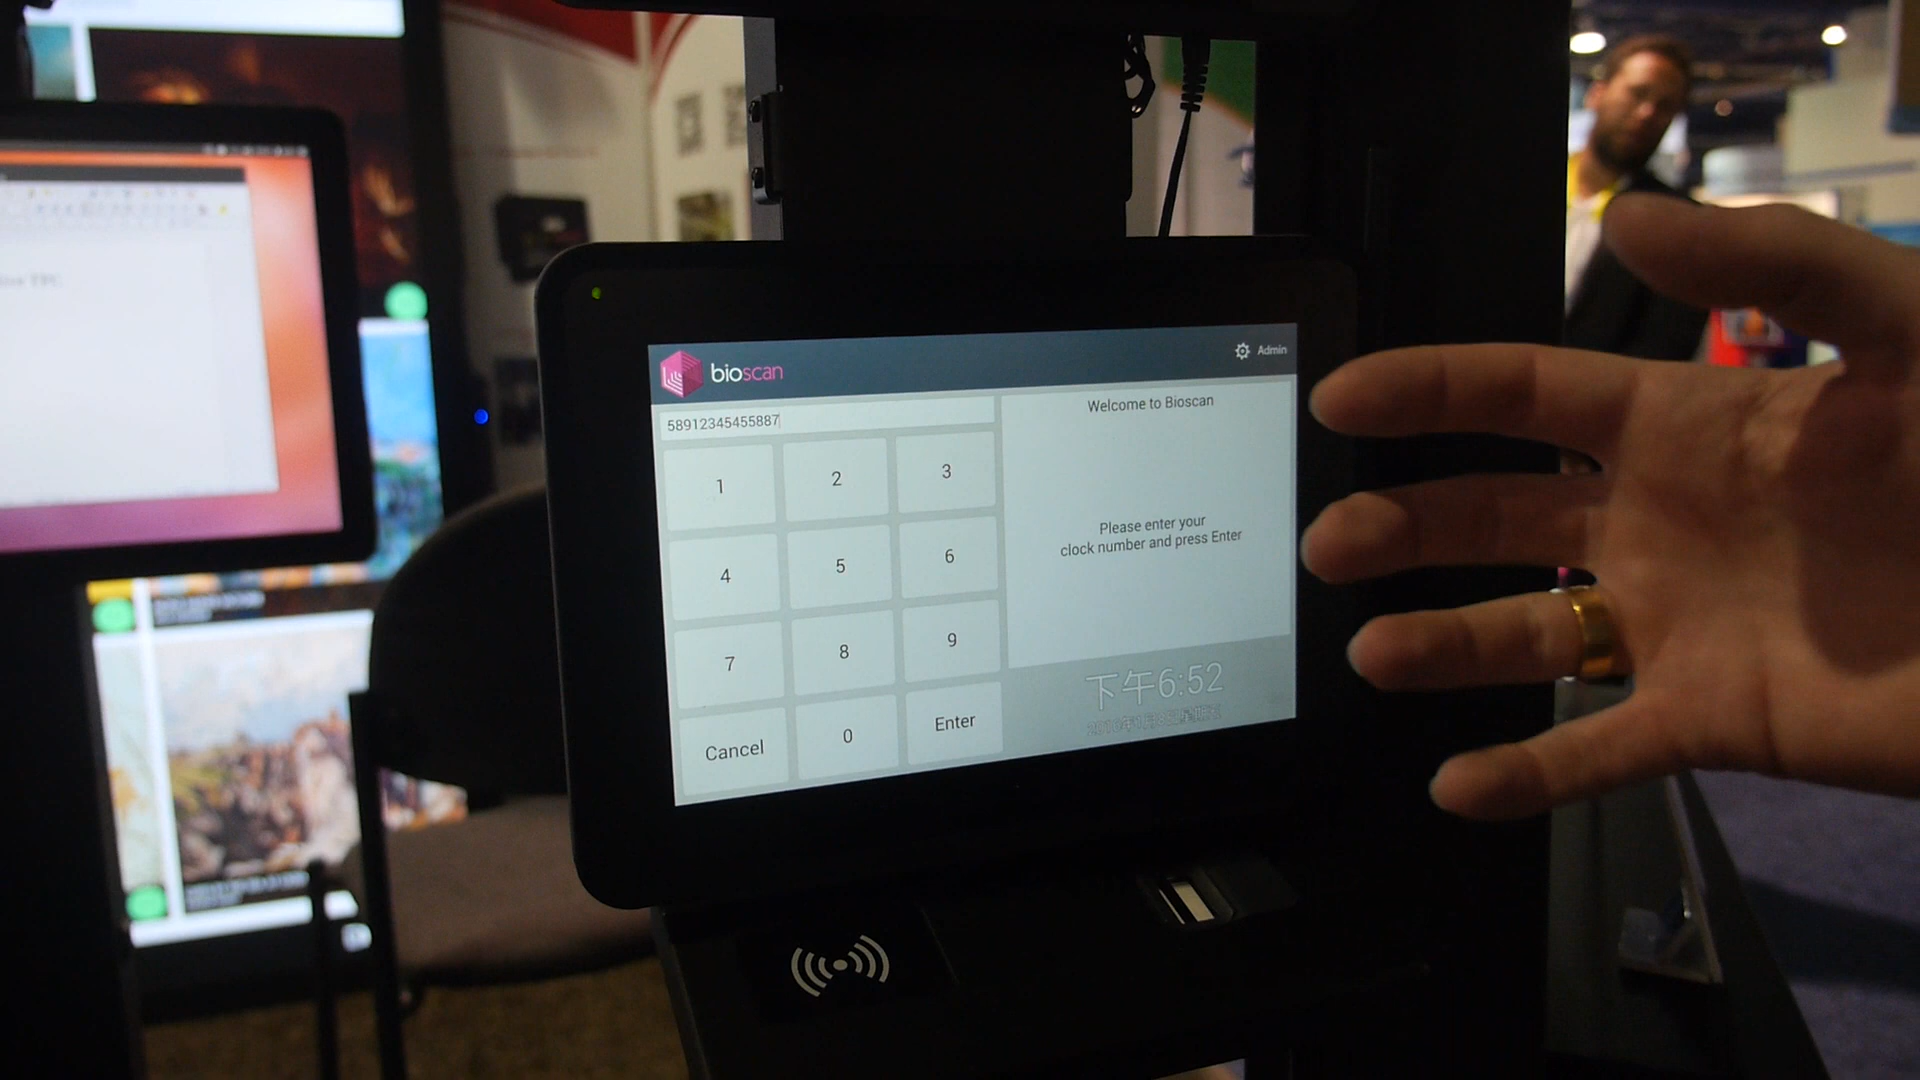 bioscan
Admin
58912345455887
Welcome to Bioscan
1
2
3
4
5
6
7
8
9
Cancel
0
Enter
Please enter your
clock number and press Enter
下午6:52